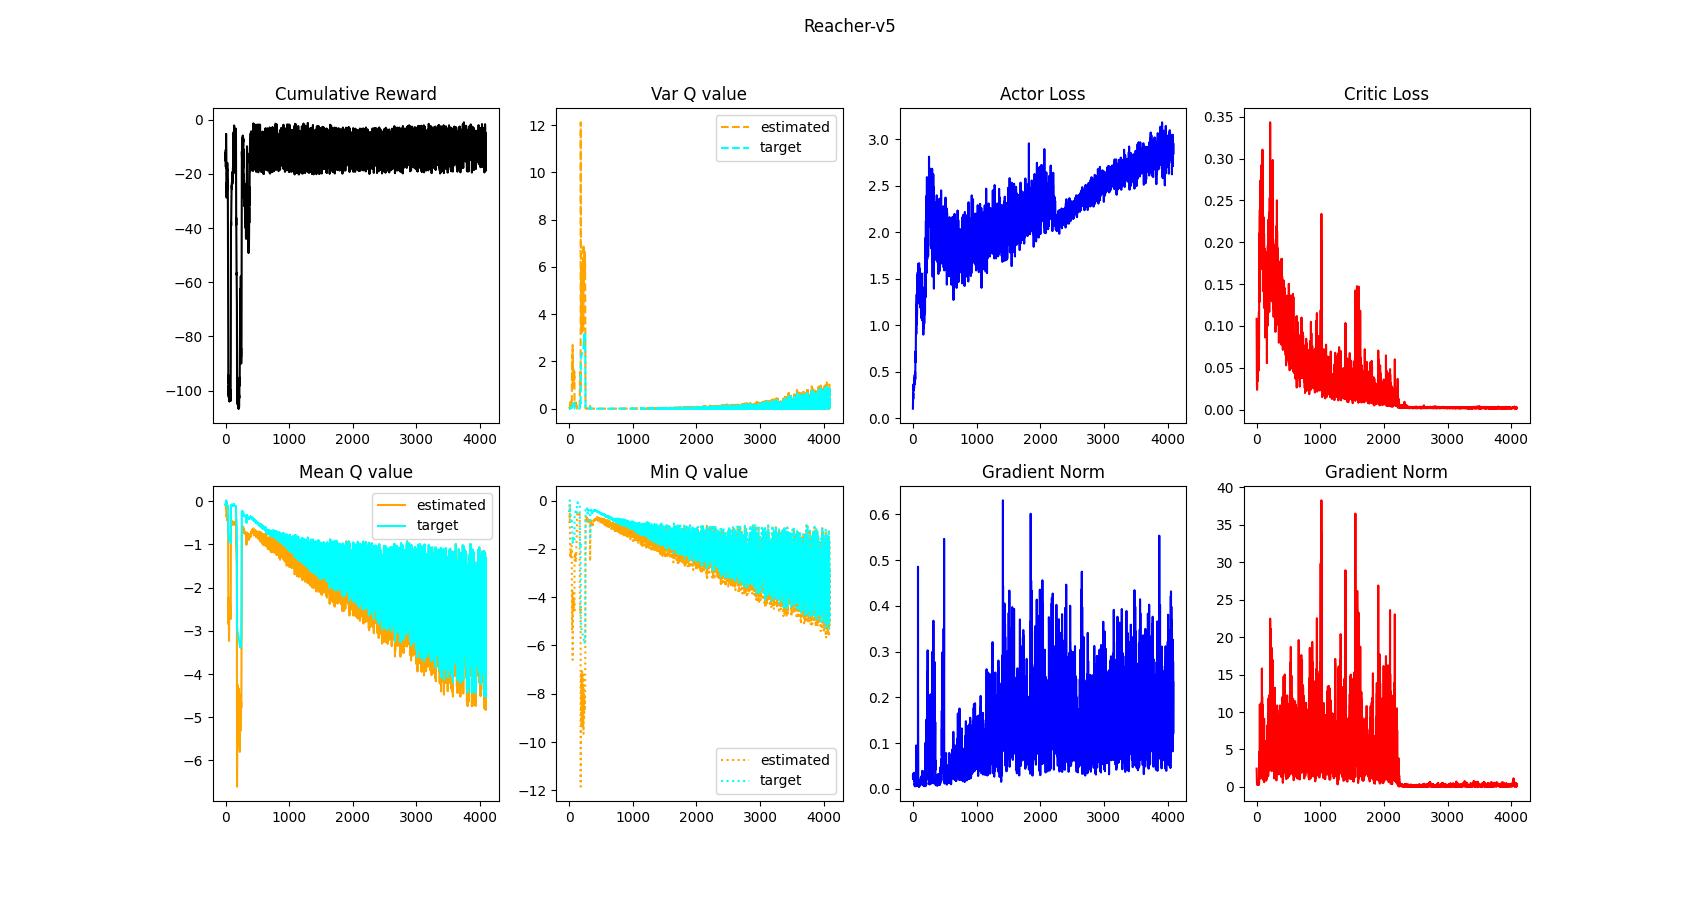 Reacher-v5
Cumulative Reward
0
−20
−40
−60
−80
−100
0 1000 2000 3000 4000
Var Q value
12
10
8
6
4
2
0
estimated
target
0 1000 2000 3000 4000
Actor Loss
3.0
2.5
2.0
1.5
1.0
0.5
0.0
0 1000 2000 3000 4000
Critic Loss
0.35
0.30
0.25
0.20
0.15
0.10
0.05
0.00
0 1000 2000 3000 4000
Mean Q value
0
−1
−2
−3
−4
−5
−6
estimated
target
0 1000 2000 3000 4000
Min Q value
0
−2
−4
−6
−8
−10
−12
estimated
target
0 1000 2000 3000 4000
Gradient Norm
0.6
0.5
0.4
0.3
0.2
0.1
0.0
0 1000 2000 3000 4000
Gradient Norm
40
35
30
25
20
15
10
5
0
0 1000 2000 3000 4000